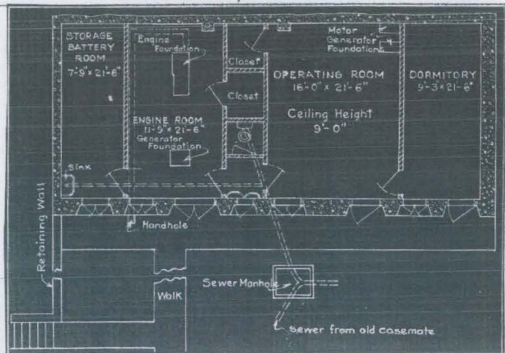 STORAGE
BATTERY
ROOM
7'-9" x 21'-6"
Engine
Foundation
Closet
Closet
Motor
Generator
Foundation
OPERATING ROOM
16'-0" x 21'-6"
Ceiling Height
9'-0"
DORMITORY
9'-3 x 21'-6"
ENGINE ROOM
11'-9" x 21'-6"
Generator
Foundation
Sink
Retaining Wall
Handhole
Walk
Sewer Manhole
Sewer from old casemate